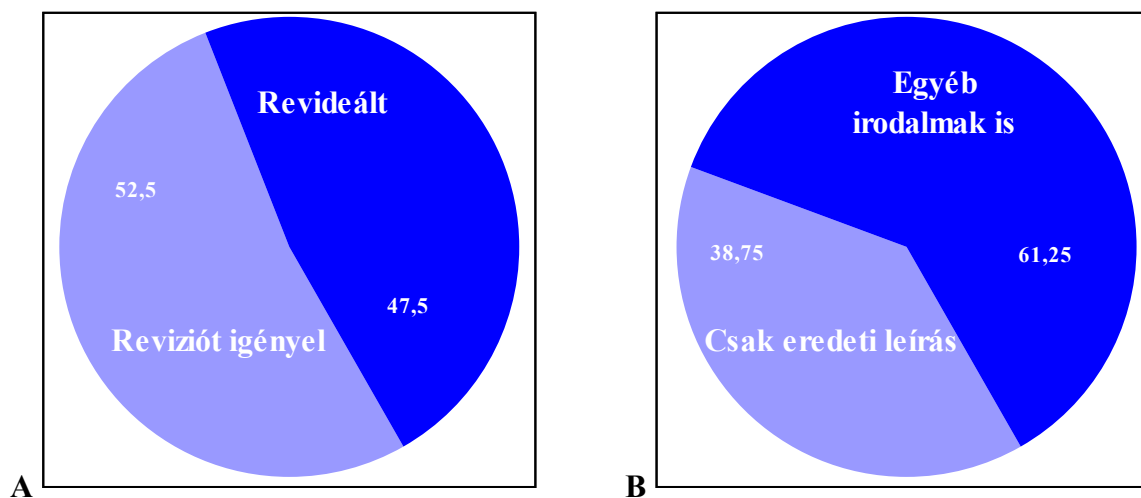 Revideált
52,5
47,5
Reviziót igényel
A
Egyéb
irodalmak is
38,75
61,25
Csak eredeti leírás
B